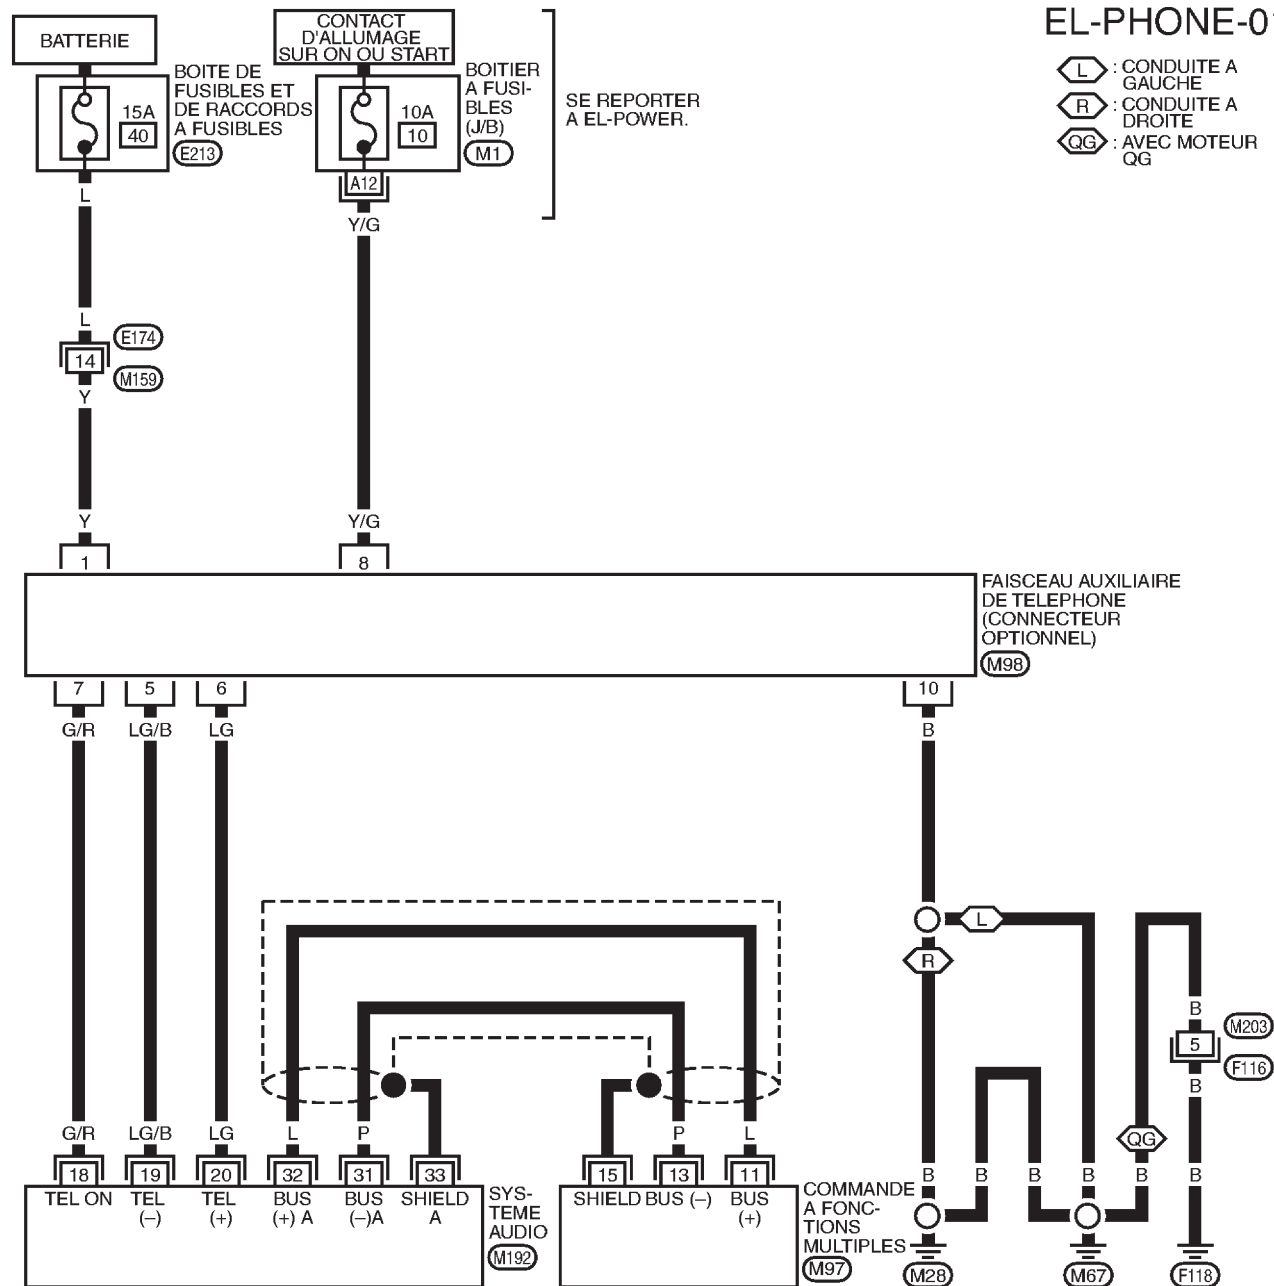 EL-PHONE-0
BATTERIE
CONTACT
D'ALLUMAGE
SUR ON OU START
BOITE DE
FUSIBLES ET
DE RACCORDS
A FUSIBLES
E213
15A
40
10A
10
BOITIER
A FUSI-
BLES
(J/B)
M1
SE REPORTER
A EL-POWER.
L : CONDUITE A
GAUCHE
R : CONDUITE A
DROITE
QG : AVEC MOTEUR
QG
A12
L
Y/G
L
E174
14
M159
Y
Y
Y/G
1
8
FAISCEAU AUXILIAIRE
DE TELEPHONE
(CONNECTEUR
OPTIONNEL)
M98
7
5
6
10
G/R
LG/B
LG
B
L
R
B
M203
5
F116
B
QG
G/R
LG/B
LG
L
P
P
L
B
B
B
B
B
18
19
20
32
31
33
15
13
11
TEL ON
TEL
(–)
TEL
(+)
BUS
(+) A
BUS
(–)A
SHIELD
A
SYS-
TEME
AUDIO
M192
SHIELD
BUS (–)
BUS
(+)
COMMANDE
A FONC-
TIONS
MULTIPLES
M97
M28
M67
F118